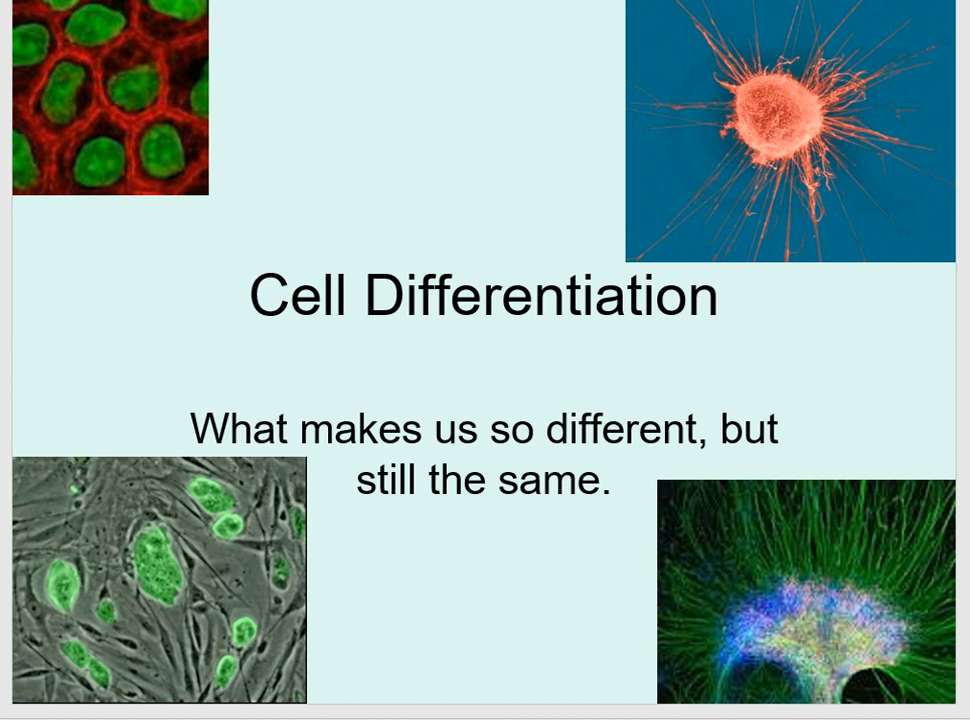 Cell Differentiation
What makes us so different, but
still the same.